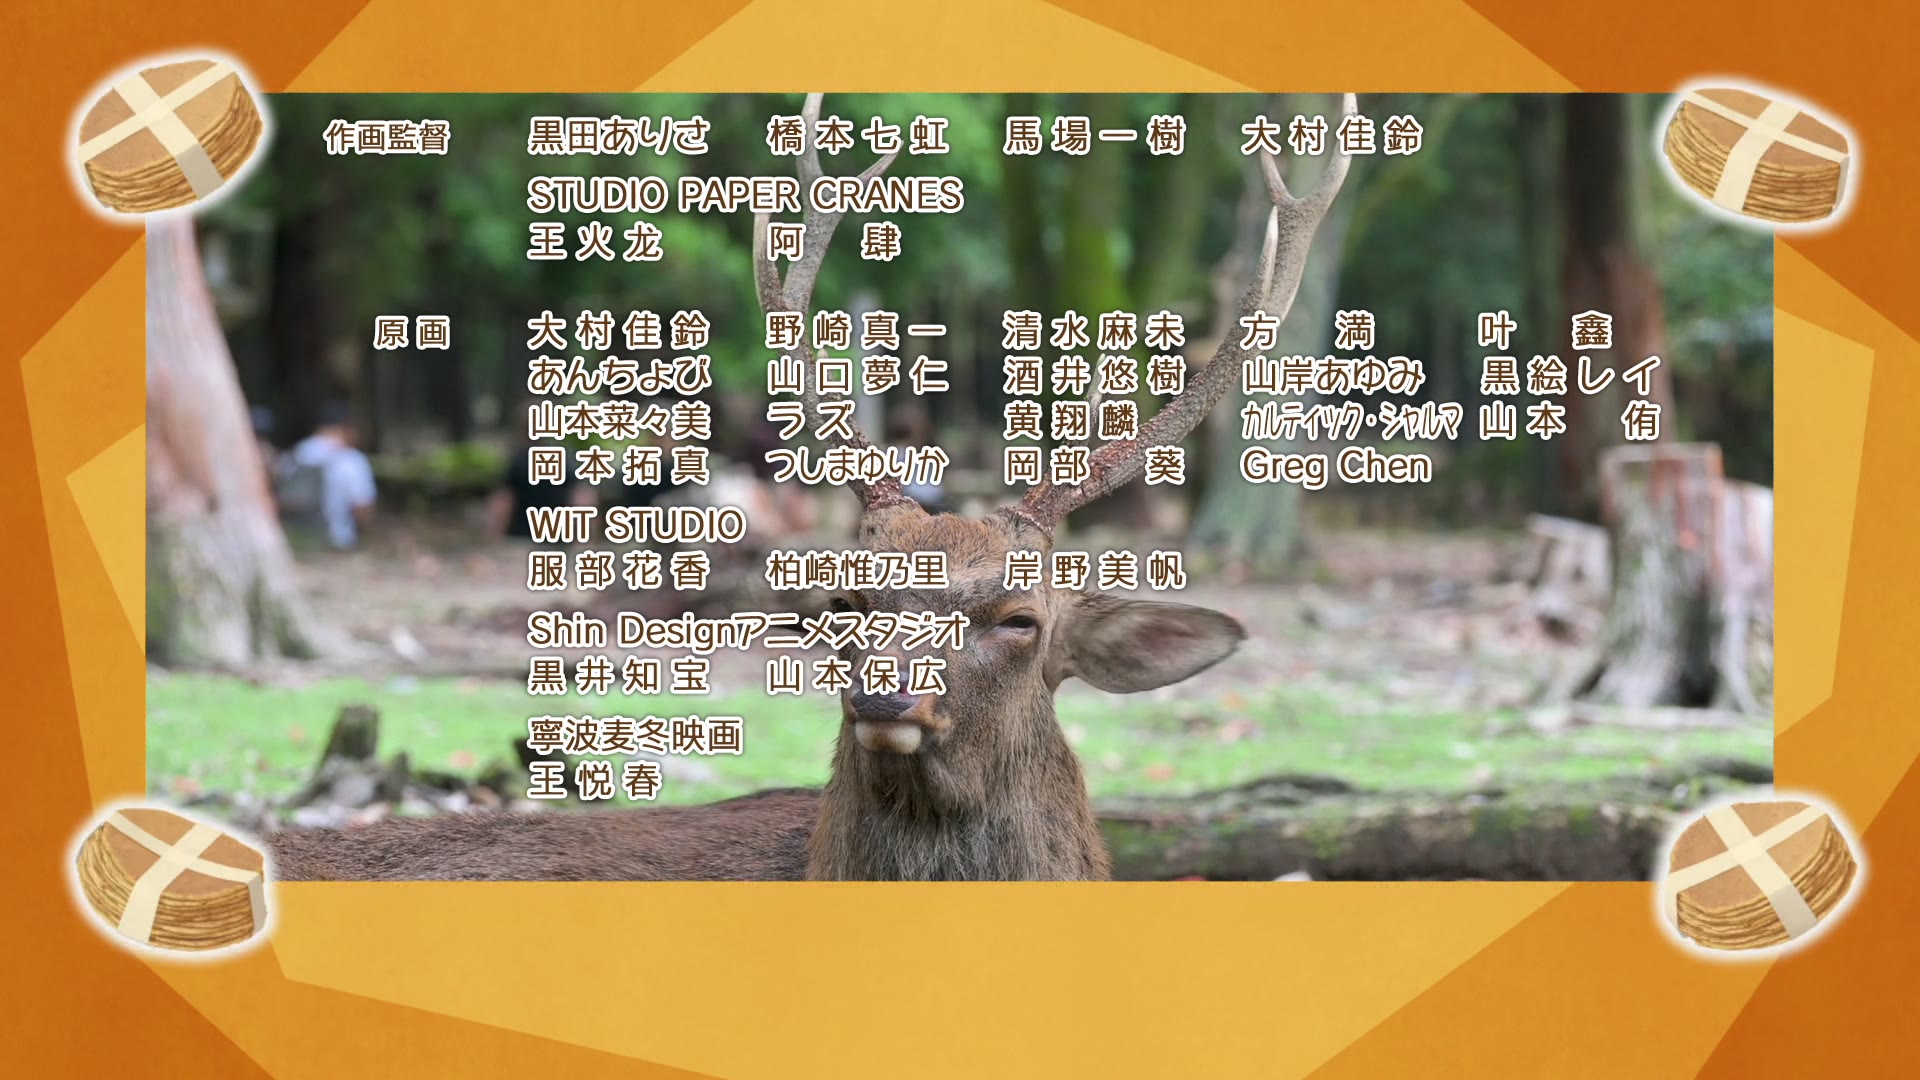 作画監督 黒田ありさ 橋本七虹 馬場一樹 大村佳鈴
STUDIO PAPER CRANES
王火龙 阿肆
原画 大村佳鈴 野崎真一 清水麻未 方満 叶鑫
あんちょび 山口夢仁 酒井悠樹 山岸あゆみ 黒絵レイ
山本菜々美 ラズ 黄翔麟 カルティック・シャルマ 山本侑
岡本拓真 つしまゆりか 岡部葵 Greg Chen
WIT STUDIO
服部花香 柏崎惟乃里 岸野美帆
Shin Designアニメスタジオ
黒井知宝 山本保広
寧波麦冬映画
王悦春